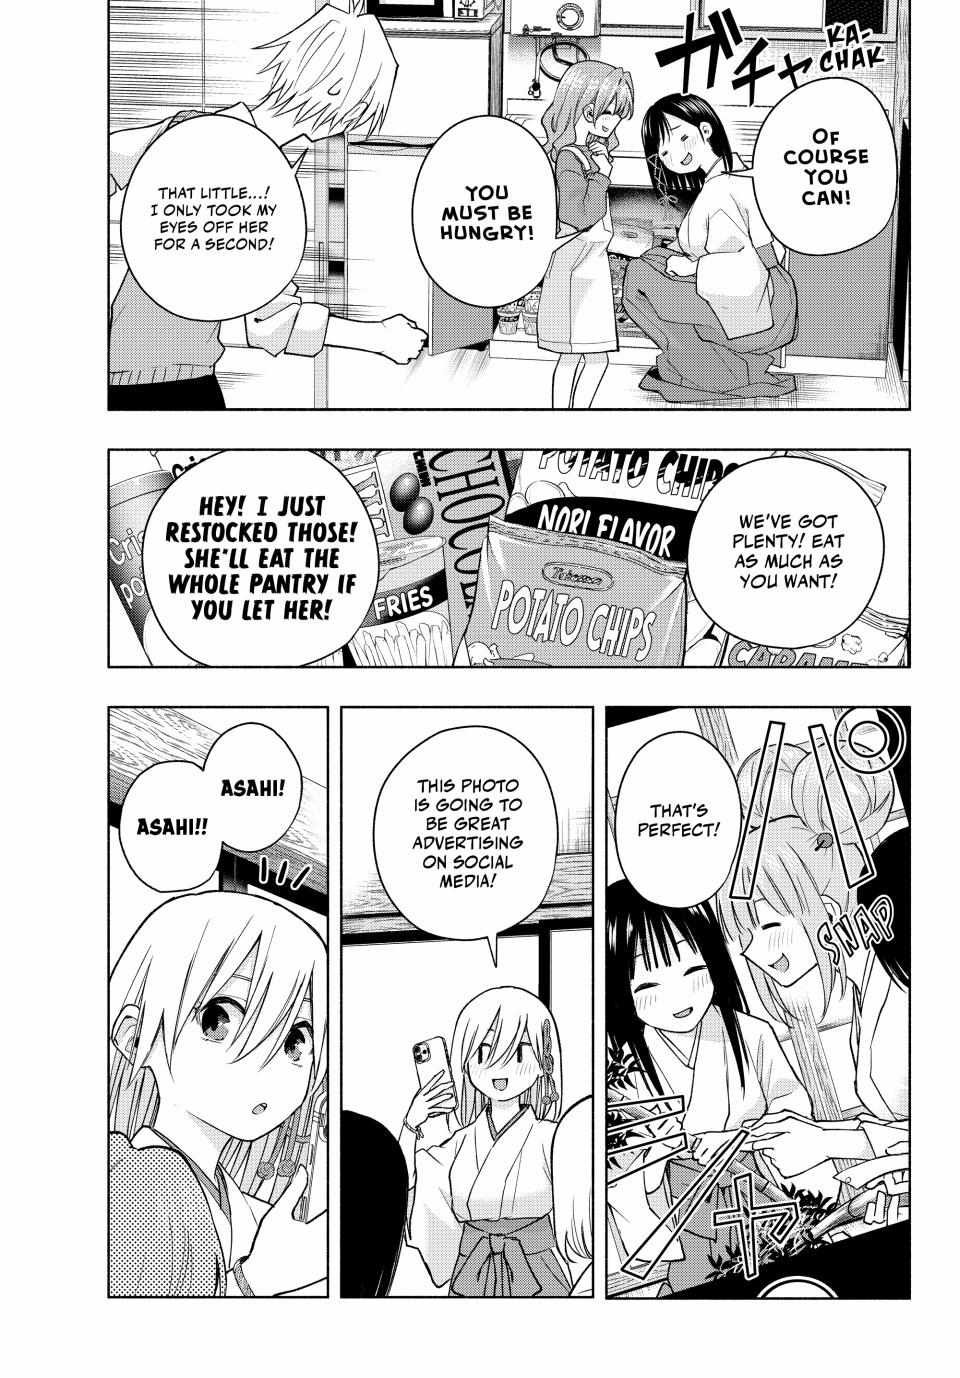 ガチャ
KA-
CHAK
OF
COURSE
YOU
CAN!
YOU
MUST BE
HUNGRY!
THAT LITTLE...!
I ONLY TOOK MY
EYES OFF HER
FOR A SECOND!
WE'VE GOT
PLENTY! EAT
AS MUCH AS
YOU WANT!
POTATO CHIPS
NORI FLAVOR
POTATO CHIPS
FRIES
HEY! I JUST
RESTOCKED THOSE!
SHE'LL EAT THE
WHOLE PANTRY IF
YOU LET HER!
THAT'S
PERFECT!
SNAP
THIS PHOTO
IS GOING TO
BE GREAT
ADVERTISING
ON SOCIAL
MEDIA!
ASAHI!
ASAHI!!